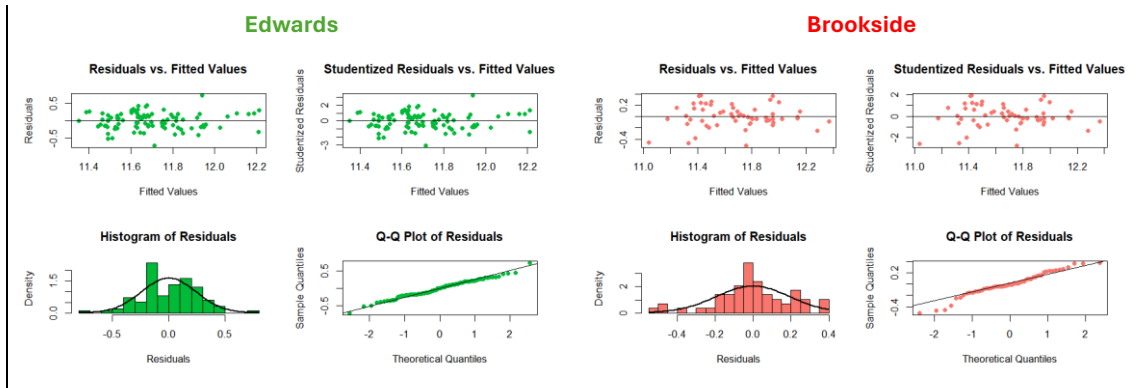 Edwards
Residuals vs. Fitted Values
Residuals
0.5
-0.5
11.4 11.6 11.8 12.0 12.2
Fitted Values
Studentized Residuals vs. Fitted Values
Studentized Residuals
2
0
-3
11.4 11.6 11.8 12.0 12.2
Fitted Values
Histogram of Residuals
Density
1.5
0.0
-0.5 0.0 0.5
Residuals
Q-Q Plot of Residuals
Sample Quantiles
0.5
-0.5
-2 -1 0 1 2
Theoretical Quantiles
Brookside
Residuals vs. Fitted Values
Residuals
0.2
-0.4
11.0 11.4 11.8 12.2
Fitted Values
Studentized Residuals vs. Fitted Values
Studentized Residuals
2
0
-2
11.0 11.4 11.8 12.2
Fitted Values
Histogram of Residuals
Density
2
0
-0.4 -0.2 0.0 0.2 0.4
Residuals
Q-Q Plot of Residuals
Sample Quantiles
0.2
-0.4
-2 -1 0 1 2
Theoretical Quantiles